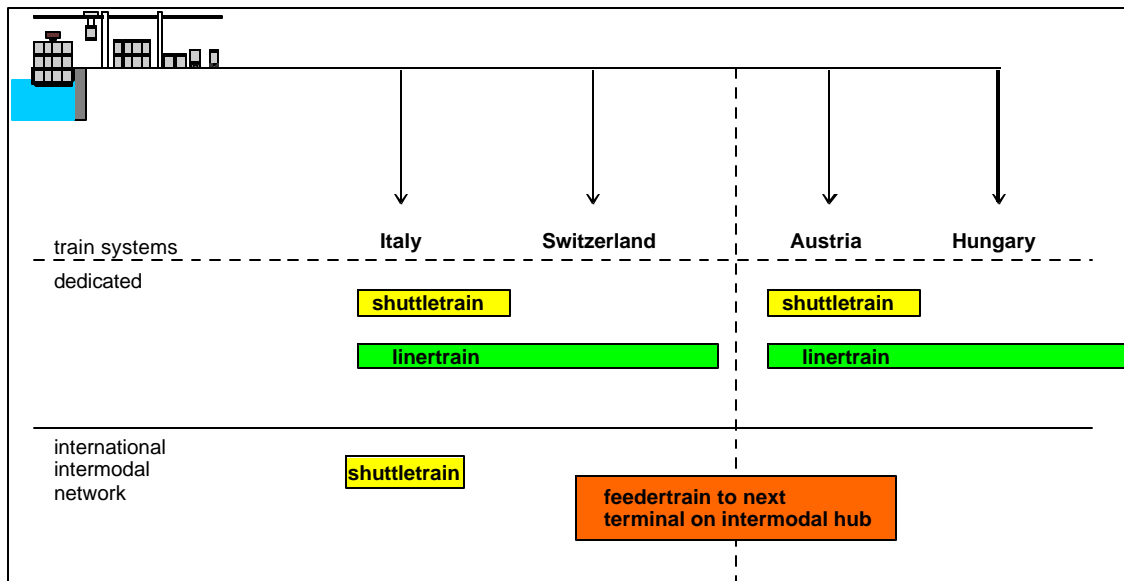 train systems
Italy
Switzerland
Austria
Hungary
dedicated
shuttletrain
shuttletrain
linertrain
linertrain
international
intermodal
network
shuttletrain
feedertrain to next
terminal on intermodal hub